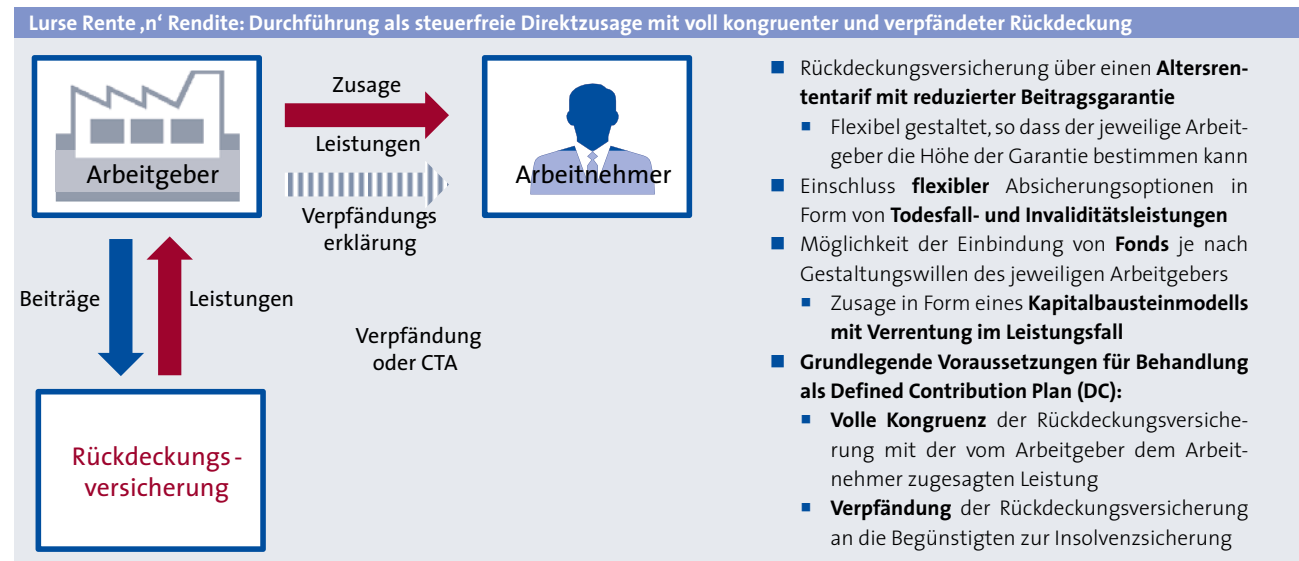 Lurse Rente ‚n‘ Rendite: Durchführung als steuerfreie Direktzusage mit voll kongruenter und verpfändeter Rückdeckung
Arbeitgeber
Zusage
Leistungen
Verpfändungs
erklärung
Arbeitnehmer
Beiträge
Leistungen
Verpfändung
oder CTA
Rückdeckungs-
versicherung
■ Rückdeckungsversicherung über einen Altersren-
tentarif mit reduzierter Beitragsgarantie
▪ Flexibel gestaltet, so dass der jeweilige Arbeit-
geber die Höhe der Garantie bestimmen kann
■ Einschluss flexibler Absicherungsoptionen in
Form von Todesfall- und Invaliditätsleistungen
■ Möglichkeit der Einbindung von Fonds je nach
Gestaltungswillen des jeweiligen Arbeitgebers
▪ Zusage in Form eines Kapitalbausteinmodells
mit Verrentung im Leistungsfall
■ Grundlegende Voraussetzungen für Behandlung
als Defined Contribution Plan (DC):
▪ Volle Kongruenz der Rückdeckungsversiche-
rung mit der vom Arbeitgeber dem Arbeit-
nehmer zugesagten Leistung
▪ Verpfändung der Rückdeckungsversicherung
an die Begünstigten zur Insolvenzsicherung